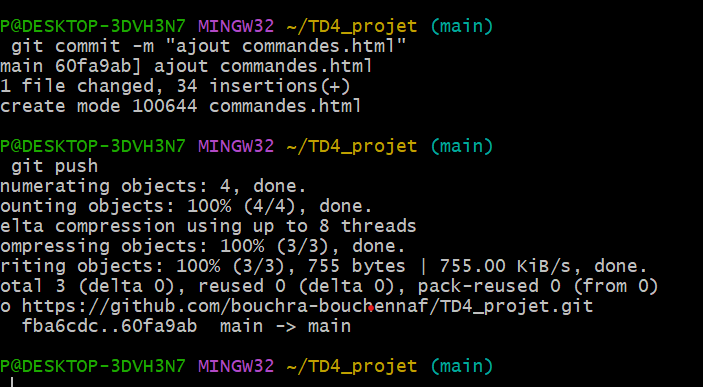 P@DESKTOP-3DVH3N7 MINGW32 ~/TD4_projet (main)
git commit -m "ajout commandes.html"
main 60fa9ab] ajout commandes.html
1 file changed, 34 insertions(+)
create mode 100644 commandes.html
P@DESKTOP-3DVH3N7 MINGW32 ~/TD4_projet (main)
git push
numerating objects: 4, done.
ounting objects: 100% (4/4), done.
elta compression using up to 8 threads
ompressing objects: 100% (3/3), done.
riting objects: 100% (3/3), 755 bytes | 755.00 KiB/s, done.
otal 3 (delta 0), reused 0 (delta 0), pack-reused 0 (from 0)
o https://github.com/bouchra-bouchennaf/TD4_projet.git
fba6cdc..60fa9ab  main -> main
P@DESKTOP-3DVH3N7 MINGW32 ~/TD4_projet (main)